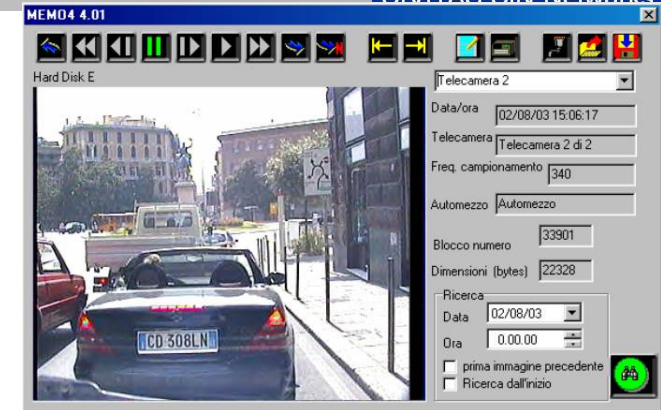 MEMO4 4.01
Hard Disk E
Telecamera 2
Data/ora 02/08/03 15:06:17
Telecamera Telecamera 2 di 2
Freq. campionamento 340
Automezzo Automezzo
Blocco numero 33901
Dimensioni (bytes) 22328
Ricerca
Data 02/08/03
Ora 0.00.00
prima immagine precedente
Ricerca dall'inizio
CD 308LN